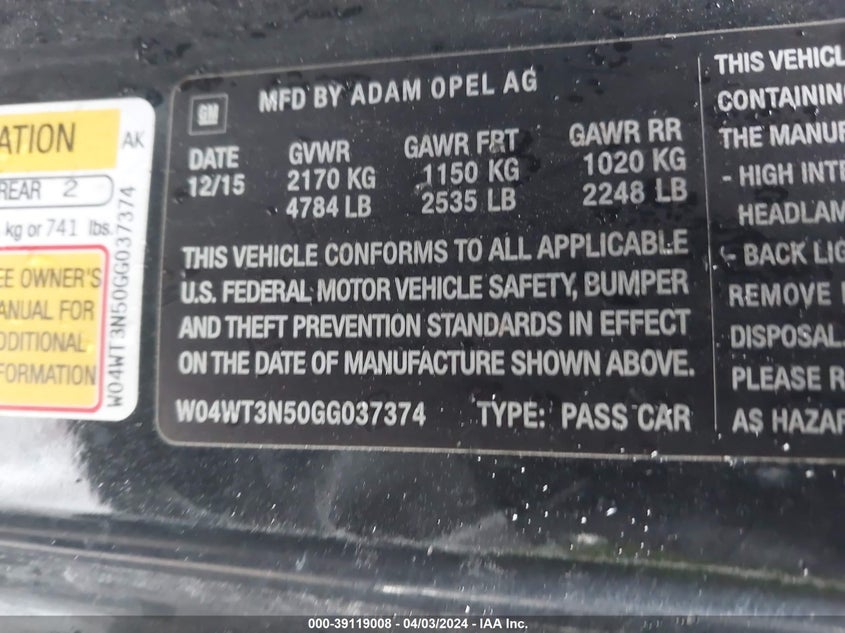 ATION
AK
REAR 2
kg or 741 lbs.
EE OWNER'S
ANUAL FOR
DDITIONAL
FORMATION
W04WT3N50GG037374
GM
MFD BY ADAM OPEL AG
DATE GVWR GAWR FRT GAWR RR
12/15 2170 KG 1150 KG 1020 KG
4784 LB 2535 LB 2248 LB
THIS VEHICLE CONFORMS TO ALL APPLICABLE
U.S. FEDERAL MOTOR VEHICLE SAFETY, BUMPER
AND THEFT PREVENTION STANDARDS IN EFFECT
ON THE DATE OF MANUFACTURE SHOWN ABOVE.
W04WT3N50GG037374 TYPE: PASS CAR
THIS VEHICL
CONTAINING
THE MANUF
- HIGH INTE
HEADLAM
- BACK LIG
REMOVE
DISPOSAL.
PLEASE R
AS HAZAR
000-39119008 - 04/03/2024 - IAA Inc.